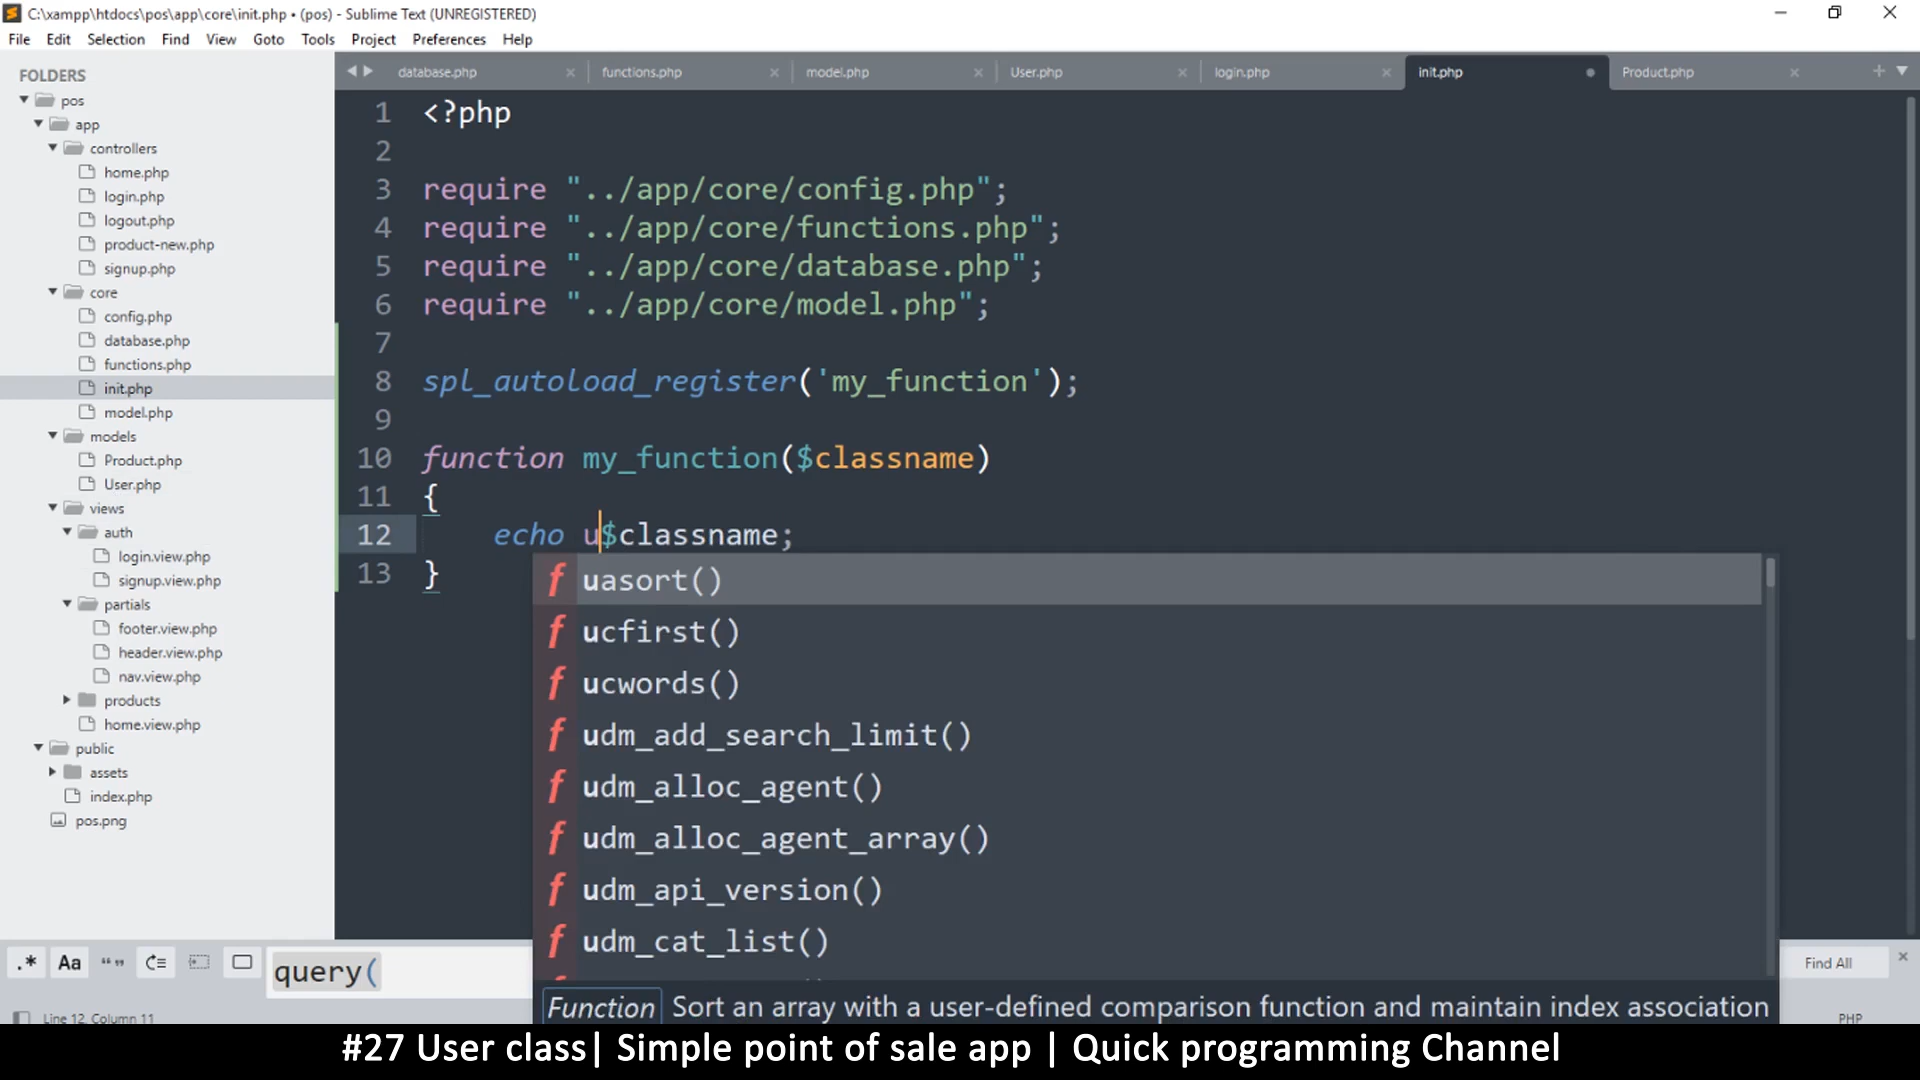 C:\xampp\htdocs\pos\app\core\init.php • (pos) - Sublime Text (UNREGISTERED)
File Edit Selection Find View Goto Tools Project Preferences Help
FOLDERS
pos
app
controllers
home.php
login.php
logout.php
product-new.php
signup.php
core
config.php
database.php
functions.php
init.php
model.php
models
Product.php
User.php
views
auth
login.view.php
signup.view.php
partials
footer.view.php
header.view.php
nav.view.php
products
home.view.php
public
assets
index.php
pos.png
database.php functions.php model.php User.php login.php init.php Product.php
1 <?php
2
3 require "../app/core/config.php";
4 require "../app/core/functions.php";
5 require "../app/core/database.php";
6 require "../app/core/model.php";
7
8 spl_autoload_register('my_function');
9
10 function my_function($classname)
11 {
12 echo u$classname;
13 }
f uasort()
f ucfirst()
f ucwords()
f udm_add_search_limit()
f udm_alloc_agent()
f udm_alloc_agent_array()
f udm_api_version()
f udm_cat_list()
Function Sort an array with a user-defined comparison function and maintain index association
.* Aa “” query( Find All
Line 12, Column 11 PHP
#27 User class| Simple point of sale app | Quick programming Channel